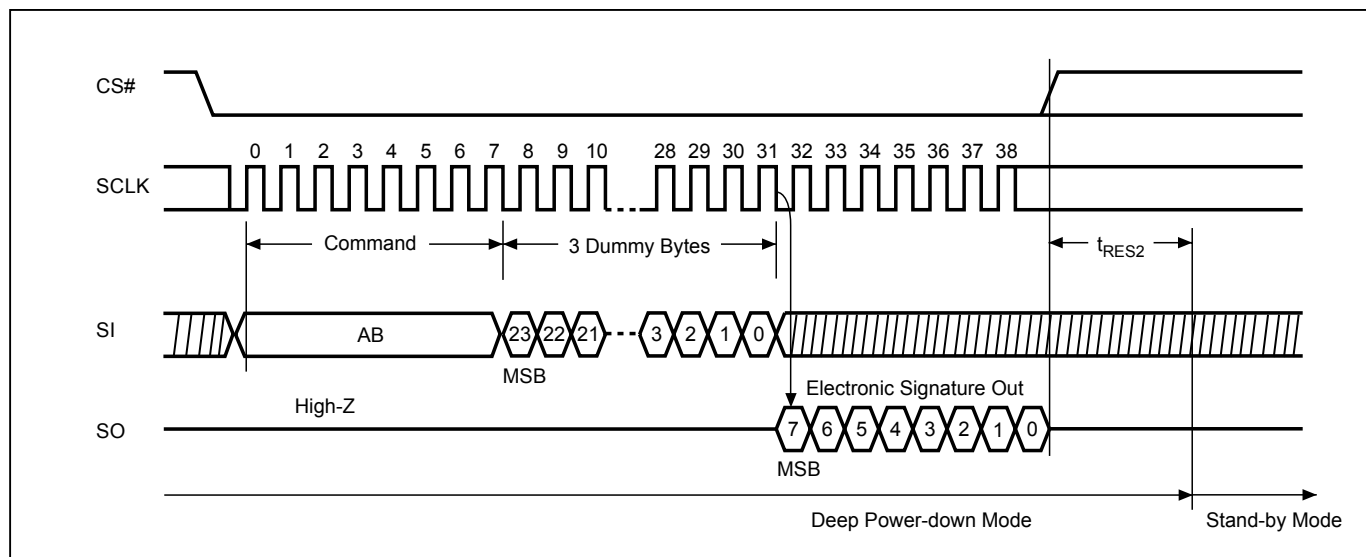 CS#
0 1 2 3 4 5 6 7 8 9 10 28 29 30 31 32 33 34 35 36 37 38
SCLK
Command
3 Dummy Bytes
tRES2
SI
AB
23 22 21 3 2 1 0
MSB
High-Z
Electronic Signature Out
SO
7 6 5 4 3 2 1 0
MSB
Deep Power-down Mode
Stand-by Mode